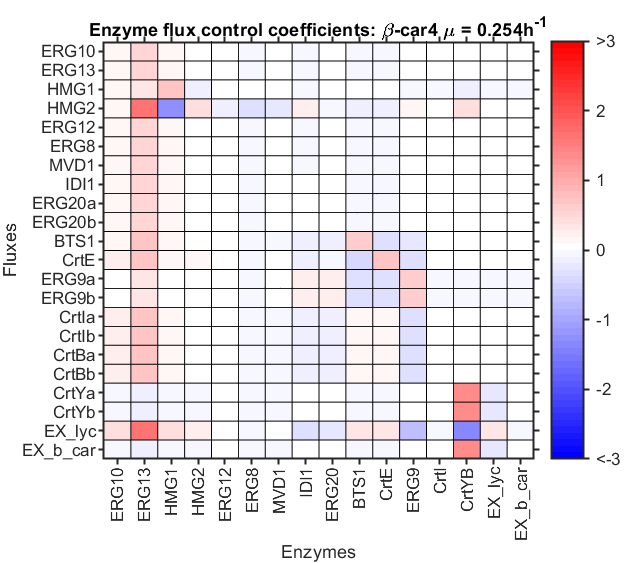 Enzyme flux control coefficients: β-car4 μ = 0.254h⁻¹
Fluxes
ERG10
ERG13
HMG1
HMG2
ERG12
ERG8
MVD1
IDI1
ERG20a
ERG20b
BTS1
CrtE
ERG9a
ERG9b
CrtIa
CrtIb
CrtBa
CrtBb
CrtYa
CrtYb
EX_lyc
EX_b_car
ERG10
ERG13
HMG1
HMG2
ERG12
ERG8
MVD1
IDI1
ERG20
BTS1
CrtE
ERG9
CrtI
CrtYB
EX_lyc
EX_b_car
Enzymes
>3
2
1
0
-1
-2
<-3